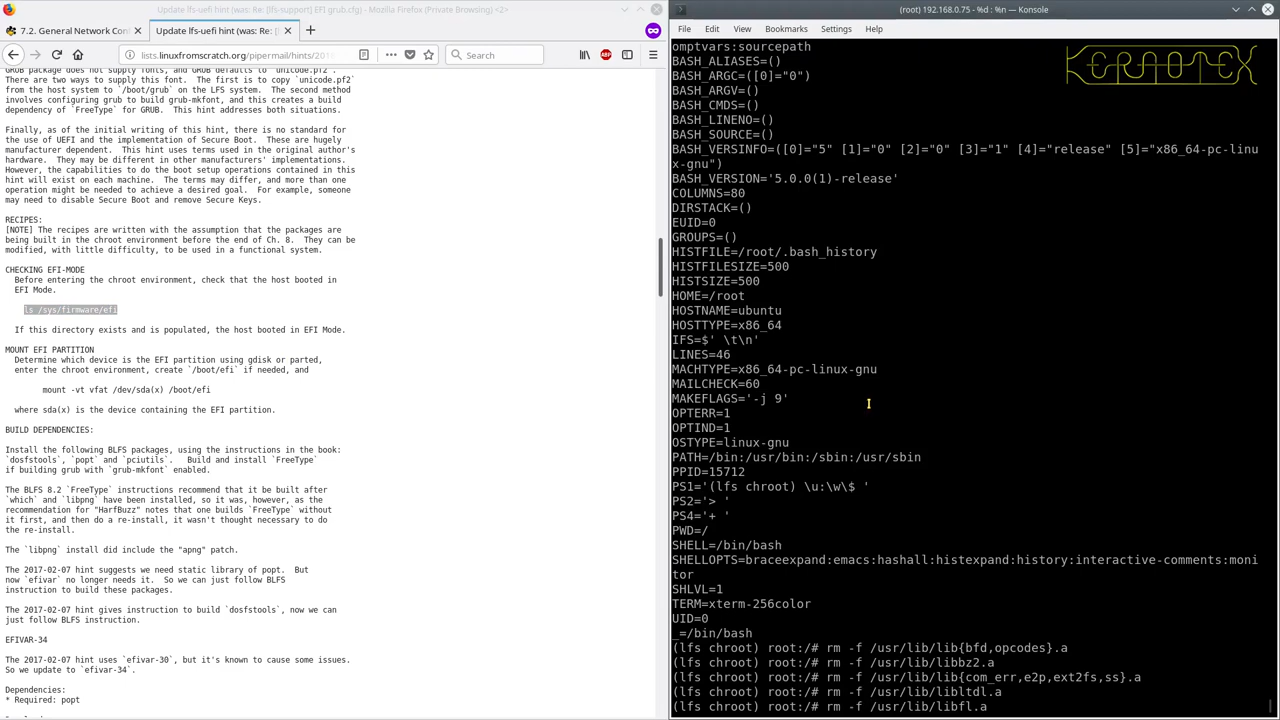 Update lfs-uefi hint (was: Re: [lfs-support] EFI grub.cfg) - Mozilla Firefox (Private Browsing) <2>
7.2. General Network Con
Update lfs-uefi hint (was: Re: [
lists.linuxfromscratch.org/pipermail/hints/201
Search
ABP
GRUB package does not supply fonts, and GRUB defaults to `unicode.pf2`.
There are two ways to supply this font.  The first is to copy `unicode.pf2`
from the host system to `/boot/grub` on the LFS system.  The second method
involves configuring grub to build grub-mkfont, and this creates a build
dependency of `FreeType` for GRUB.  This hint addresses both situations.
Finally, as of the initial writing of this hint, there is no standard for
the use of UEFI and the implementation of Secure Boot.  These are hugely
manufacturer dependent.  This hint uses terms used in the original author's
hardware.  They may be different in other manufacturers' implementations.
However, the capabilities to do the boot setup operations contained in this
hint will exist on each machine.  The terms may differ, and more than one
operation might be needed to achieve a desired goal.  For example, someone
may need to disable Secure Boot and remove Secure Keys.
RECIPES:
[NOTE] The recipes are written with the assumption that the packages are
being built in the chroot environment before the end of Ch. 8.  They can be
modified, with little difficulty, to be used in a functional system.
CHECKING EFI-MODE
Before entering the chroot environment, check that the host booted in
EFI Mode.
ls /sys/firmware/efi
If this directory exists and is populated, the host booted in EFI Mode.
MOUNT EFI PARTITION
Determine which device is the EFI partition using gdisk or parted,
enter the chroot environment, create `/boot/efi` if needed, and
mount -vt vfat /dev/sda(x) /boot/efi
where sda(x) is the device containing the EFI partition.
BUILD DEPENDENCIES:
Install the following BLFS packages, using the instructions in the book:
`dosfstools`, `popt` and `pciutils`.   Build and install `FreeType`
if building grub with `grub-mkfont` enabled.
The BLFS 8.2 `FreeType` instructions recommend that it be built after
`which` and `libpng` have been installed, so it was, however, as the
recommendation for "HarfBuzz" notes that one builds `FreeType` without
it first, and then do a re-install, it wasn't thought necessary to do
the re-install.
The `libpng` install did include the "apng" patch.
The 2017-02-07 hint suggests we need static library of popt.  But
now `efivar` no longer needs it.  So we can just follow BLFS
instruction to build these packages.
The 2017-02-07 hint gives instruction to build `dosfstools`, now we can
just follow BLFS instruction.
EFIVAR-34
The 2017-02-07 hint uses `efivar-30`, but it's known to cause some issues.
So we update to `efivar-34`.
Dependencies:
* Required: popt
(root) 192.168.0.75 - %d : %n — Konsole
File Edit View Bookmarks Settings Help
KERAOTEX
omptvars:sourcepath
BASH_ALIASES=()
BASH_ARGC=([0]="0")
BASH_ARGV=()
BASH_CMDS=()
BASH_LINENO=()
BASH_SOURCE=()
BASH_VERSINFO=([0]="5" [1]="0" [2]="0" [3]="1" [4]="release" [5]="x86_64-pc-linu
x-gnu")
BASH_VERSION='5.0.0(1)-release'
COLUMNS=80
DIRSTACK=()
EUID=0
GROUPS=()
HISTFILE=/root/.bash_history
HISTFILESIZE=500
HISTSIZE=500
HOME=/root
HOSTNAME=ubuntu
HOSTTYPE=x86_64
IFS=$' \t\n'
LINES=46
MACHTYPE=x86_64-pc-linux-gnu
MAILCHECK=60
MAKEFLAGS='-j 9'
OPTERR=1
OPTIND=1
OSTYPE=linux-gnu
PATH=/bin:/usr/bin:/sbin:/usr/sbin
PPID=15712
PS1='(lfs chroot) \u:\w\$ '
PS2='> '
PS4='+ '
PWD=/
SHELL=/bin/bash
SHELLOPTS=braceexpand:emacs:hashall:histexpand:history:interactive-comments:moni
tor
SHLVL=1
TERM=xterm-256color
UID=0
_=/bin/bash
(lfs chroot) root:/# rm -f /usr/lib/lib{bfd,opcodes}.a
(lfs chroot) root:/# rm -f /usr/lib/libbz2.a
(lfs chroot) root:/# rm -f /usr/lib/lib{com_err,e2p,ext2fs,ss}.a
(lfs chroot) root:/# rm -f /usr/lib/libltdl.a
(lfs chroot) root:/# rm -f /usr/lib/libfl.a